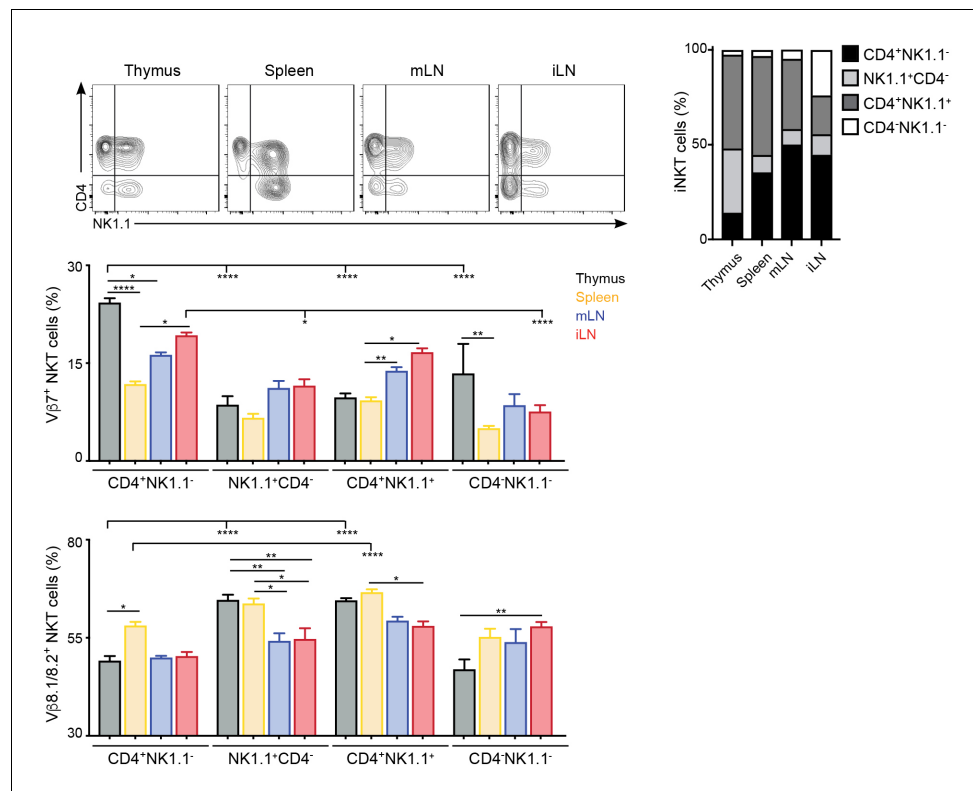 Thymus Spleen mLN iLN
CD4
NK1.1
100
50
0
iNKT cells (%)
Thymus Spleen mLN iLN
CD4⁺NK1.1⁻
NK1.1⁺CD4⁻
CD4⁺NK1.1⁺
CD4⁻NK1.1⁻
30
15
0
Vβ7⁺ NKT cells (%)
**** **** ****
*
****
*
* ****
*
**
**
Thymus
Spleen
mLN
iLN
CD4⁺NK1.1⁻ NK1.1⁺CD4⁻ CD4⁺NK1.1⁺ CD4⁻NK1.1⁻
80
55
30
Vβ8.1/8.2⁺ NKT cells (%)
**** ****
****
*
**
**
*
*
*
**
CD4⁺NK1.1⁻ NK1.1⁺CD4⁻ CD4⁺NK1.1⁺ CD4⁻NK1.1⁻